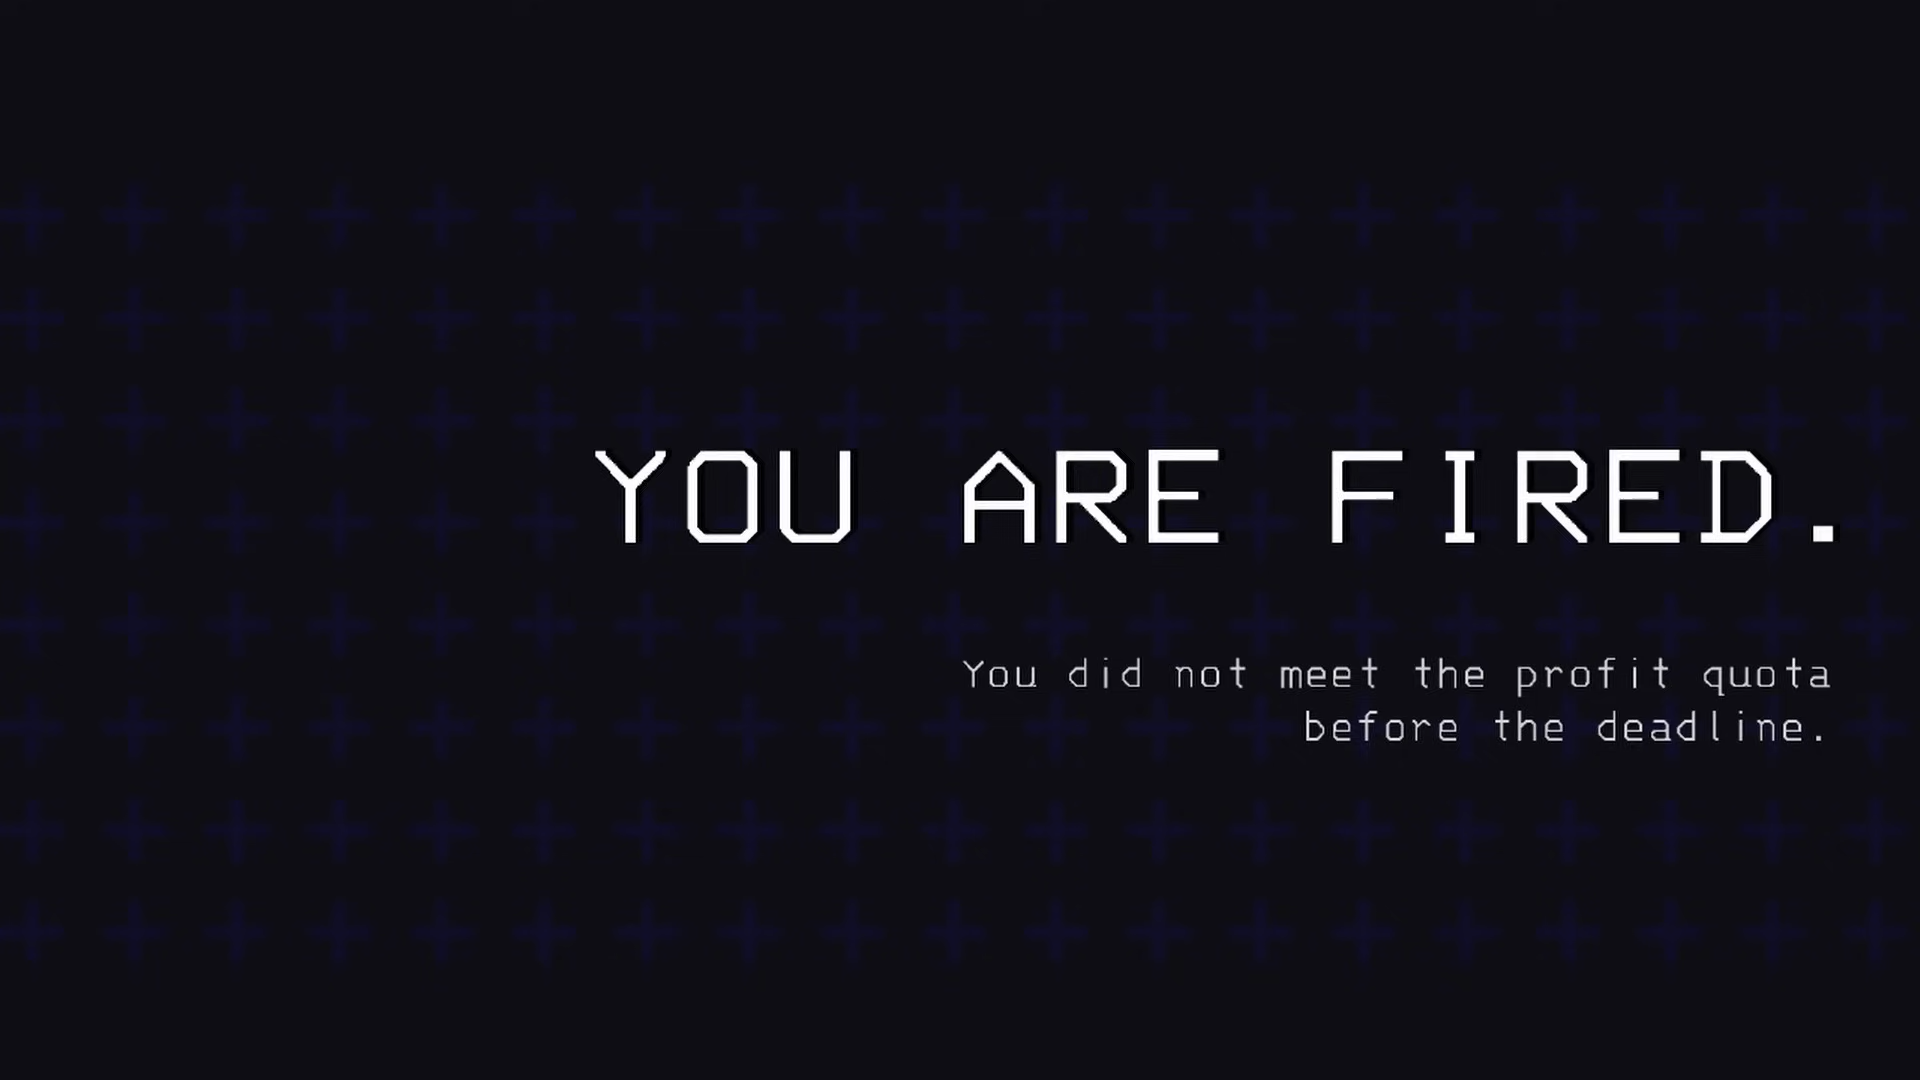 YOU ARE FIRED.
You did not meet the profit quota
before the deadline.